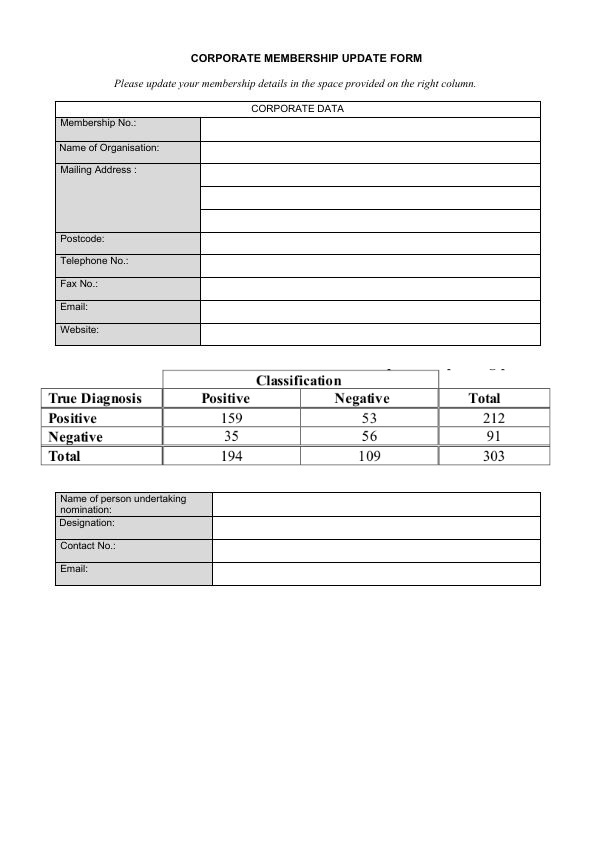 CORPORATE MEMBERSHIP UPDATE FORM
Please update your membership details in the space provided on the right column.
CORPORATE DATA
Membership No.:
Name of Organisation:
Mailing Address :
Postcode:
Telephone No.:
Fax No.:
Email:
Website:
Classification
True Diagnosis Positive Negative Total
Positive 159 53 212
Negative 35 56 91
Total 194 109 303
Name of person undertaking
nomination:
Designation:
Contact No.:
Email: